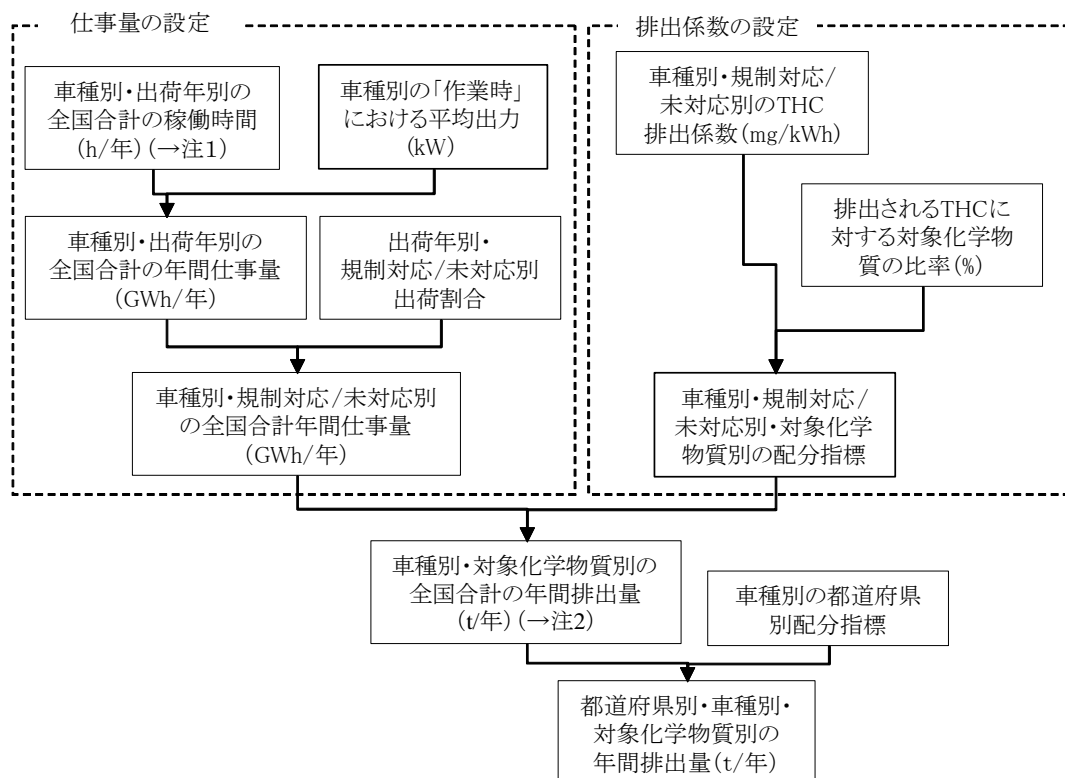 仕事量の設定
車種別・出荷年別の
全国合計の稼働時間
(h/年)(→注1)
車種別の「作業時」
における平均出力
(kW)
車種別・出荷年別の
全国合計の年間仕事量
(GWh/年)
出荷年別・
規制対応/未対応別
出荷割合
車種別・規制対応/未対応別
の全国合計年間仕事量
(GWh/年)
排出係数の設定
車種別・規制対応/
未対応別のTHC
排出係数(mg/kWh)
排出されるTHCに
対する対象化学物
質の比率(%)
車種別・規制対応/
未対応別・対象化学
物質別の配分指標
車種別・対象化学物質別の
全国合計の年間排出量
(t/年)(→注2)
車種別の都道府県
別配分指標
都道府県別・車種別・
対象化学物質別の
年間排出量(t/年)